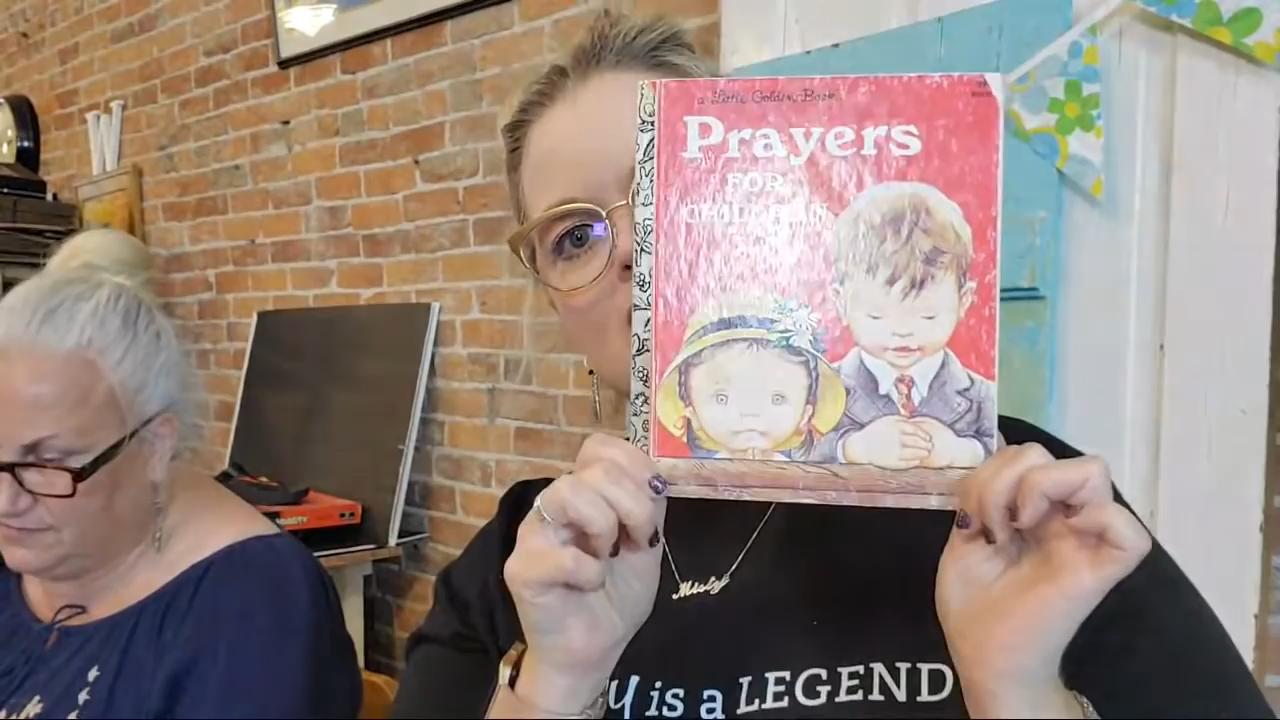 a Little Golden Book
Prayers
FOR
CHILDREN
Misty
y is a LEGEND